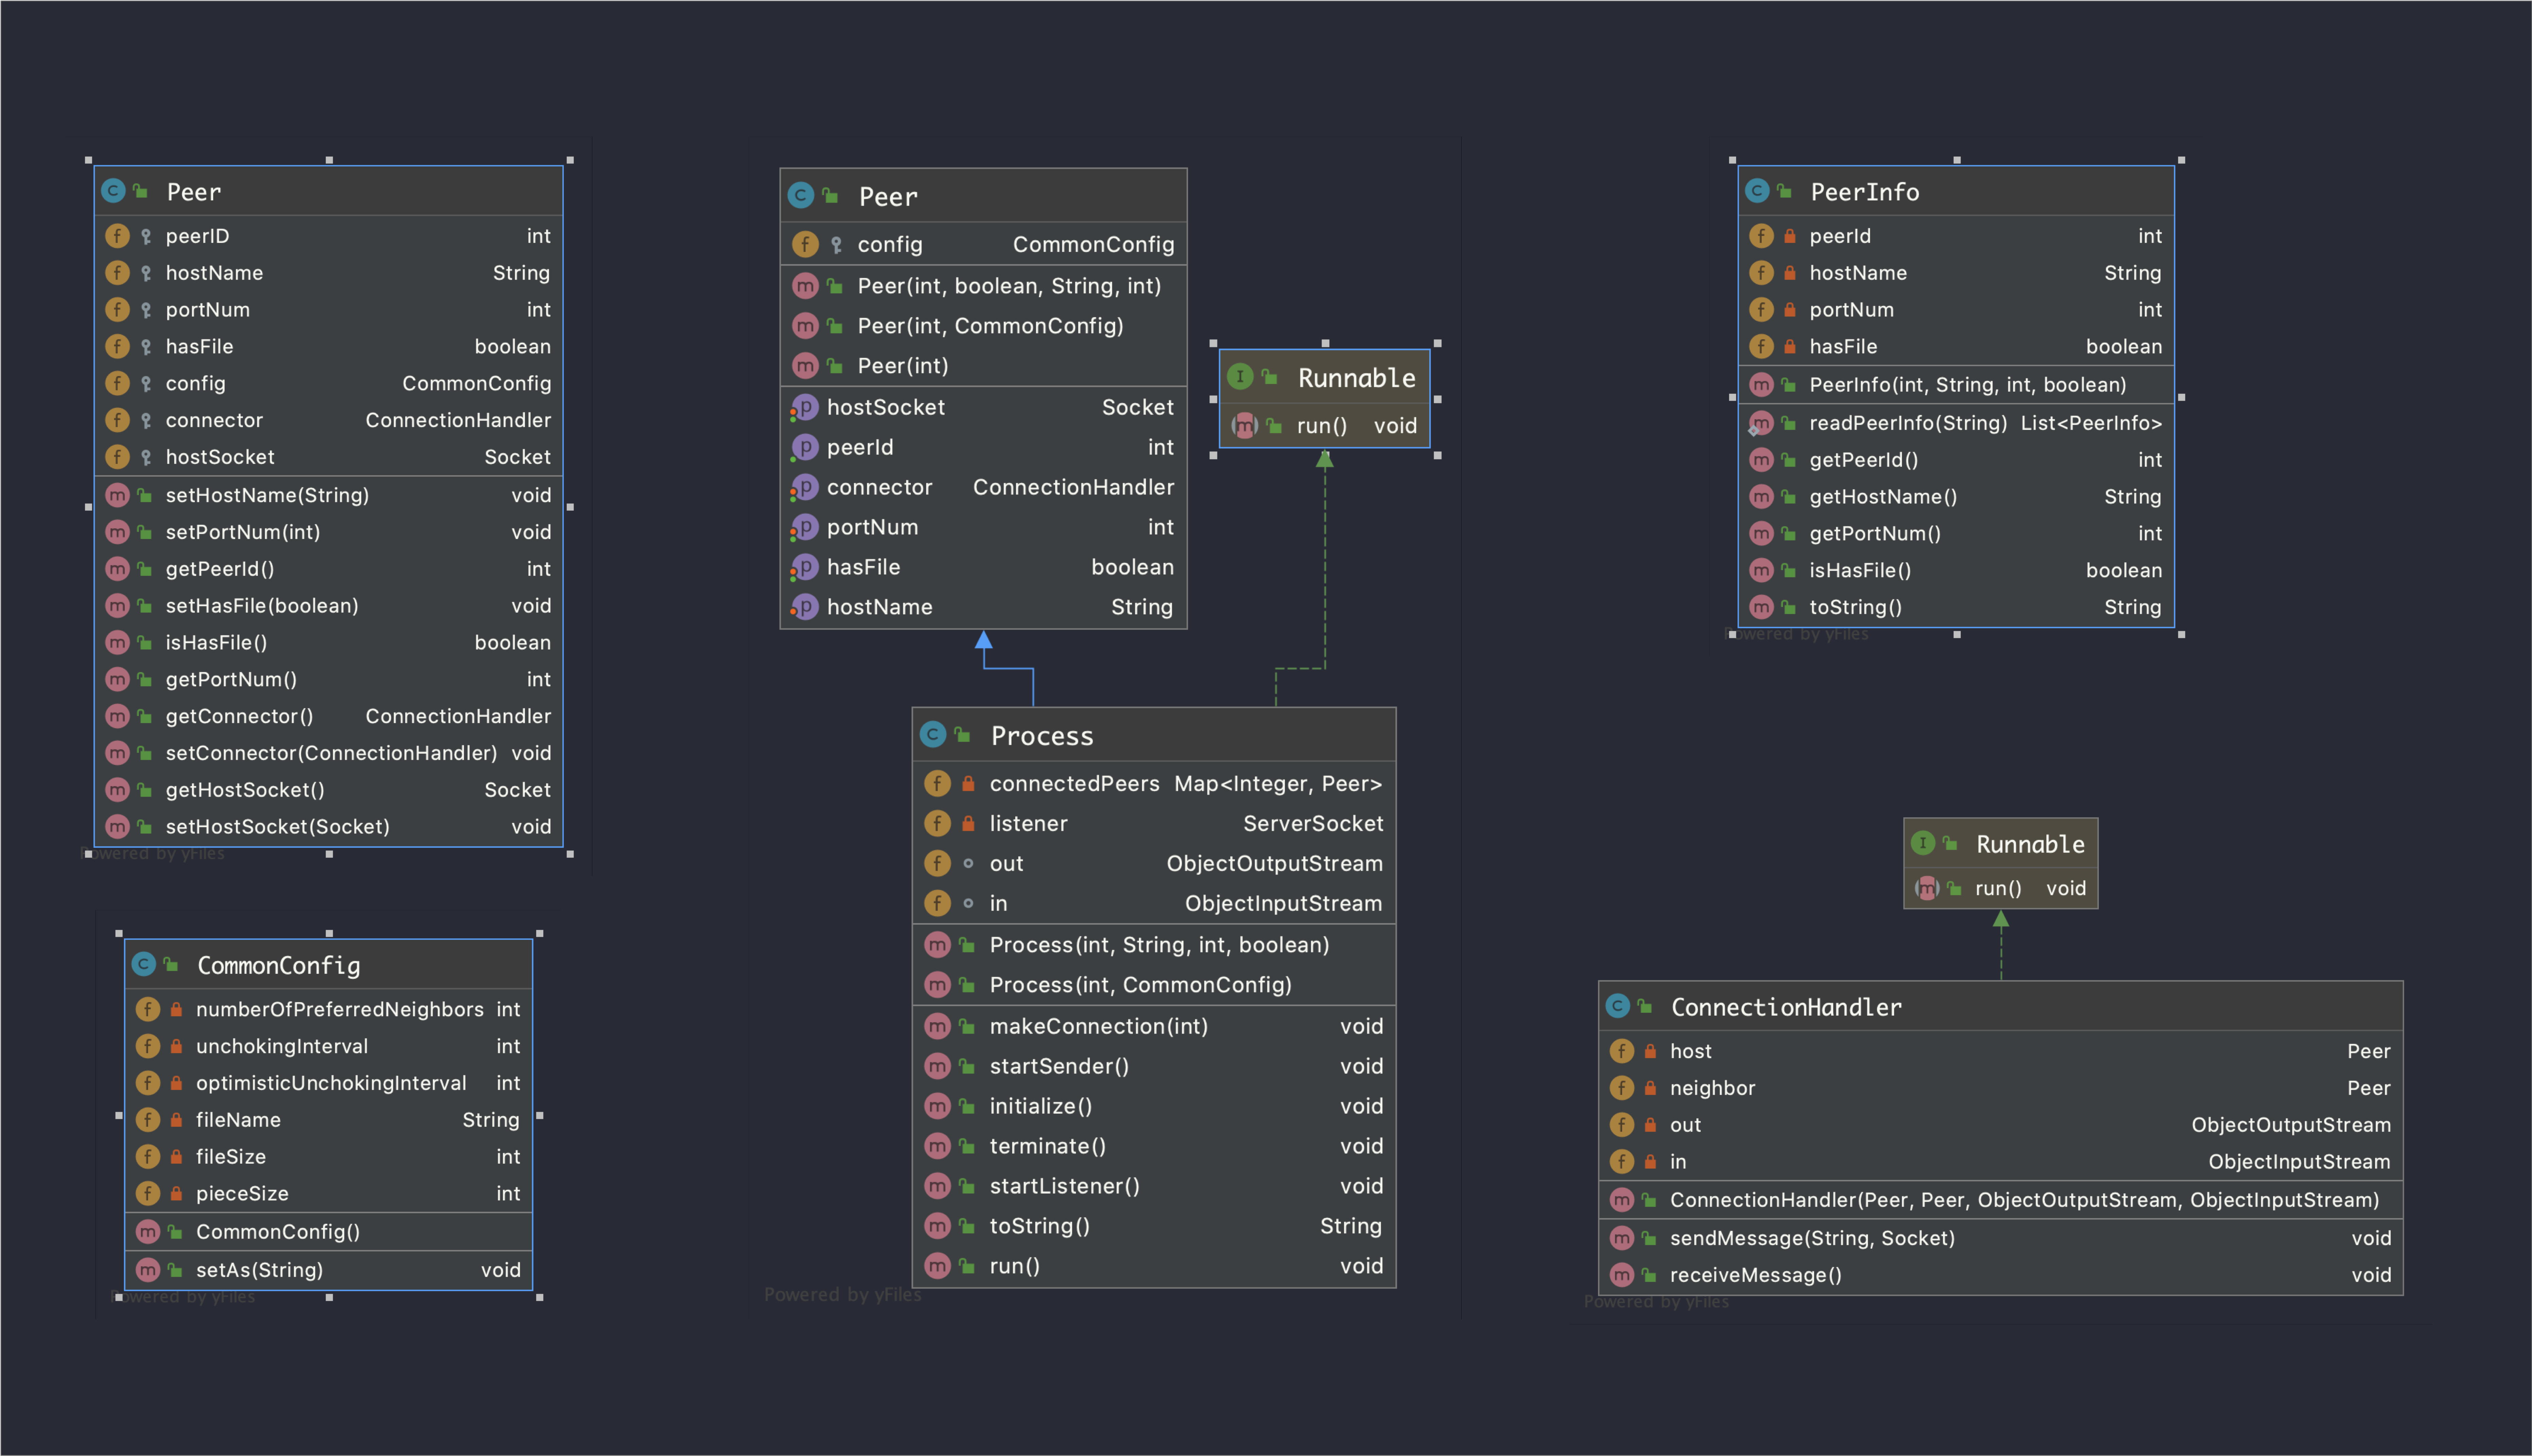 Peer
peerID int
hostName String
portNum int
hasFile boolean
config CommonConfig
connector ConnectionHandler
hostSocket Socket
setHostName(String) void
setPortNum(int) void
getPeerId() int
setHasFile(boolean) void
isHasFile() boolean
getPortNum() int
getConnector() ConnectionHandler
setConnector(ConnectionHandler) void
getHostSocket() Socket
setHostSocket(Socket) void
Powered by yFiles
CommonConfig
numberOfPreferredNeighbors int
unchokingInterval int
optimisticUnchokingInterval int
fileName String
fileSize int
pieceSize int
CommonConfig()
setAs(String) void
Powered by yFiles
Peer
config CommonConfig
Peer(int, boolean, String, int)
Peer(int, CommonConfig)
Peer(int)
hostSocket Socket
peerId int
connector ConnectionHandler
portNum int
hasFile boolean
hostName String
Runnable
run() void
Process
connectedPeers Map<Integer, Peer>
listener ServerSocket
out ObjectOutputStream
in ObjectInputStream
Process(int, String, int, boolean)
Process(int, CommonConfig)
makeConnection(int) void
startSender() void
initialize() void
terminate() void
startListener() void
toString() String
run() void
Powered by yFiles
PeerInfo
peerId int
hostName String
portNum int
hasFile boolean
PeerInfo(int, String, int, boolean)
readPeerInfo(String) List<PeerInfo>
getPeerId() int
getHostName() String
getPortNum() int
isHasFile() boolean
toString() String
Powered by yFiles
Runnable
run() void
ConnectionHandler
host Peer
neighbor Peer
out ObjectOutputStream
in ObjectInputStream
ConnectionHandler(Peer, Peer, ObjectOutputStream, ObjectInputStream)
sendMessage(String, Socket) void
receiveMessage() void
Powered by yFiles